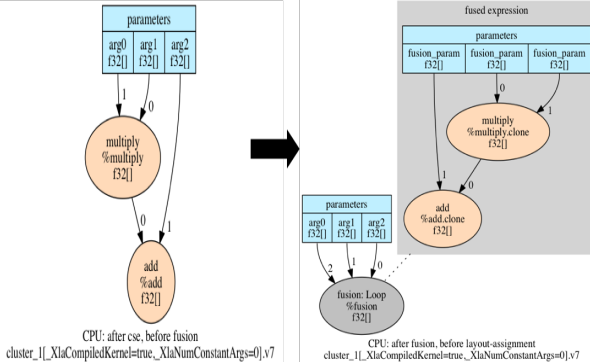 parameters
arg0 arg1 arg2
f32[] f32[] f32[]
1
0
multiply
%multiply
f32[]
0
1
add
%add
f32[]
CPU: after cse, before fusion
cluster_1[_XlaCompiledKernel=true,_XlaNumConstantArgs=0].v7
fused expression
parameters
fusion_param fusion_param fusion_param
f32[] f32[] f32[]
0
1
multiply
%multiply.clone
f32[]
1
0
add
%add.clone
f32[]
parameters
arg0 arg1 arg2
f32[] f32[] f32[]
2
1
0
fusion: Loop
%fusion
f32[]
CPU: after fusion, before layout-assignment
cluster_1[_XlaCompiledKernel=true,_XlaNumConstantArgs=0].v7